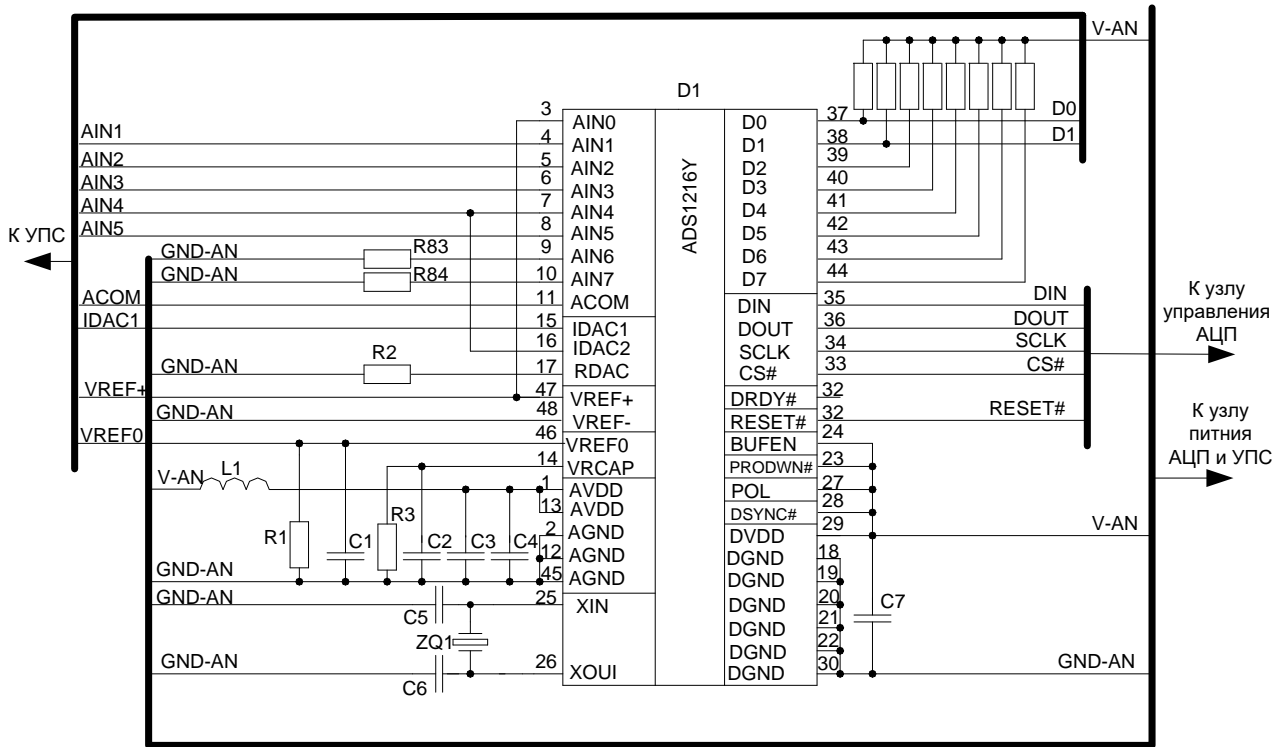 V-AN
D1
D0
D1
AIN1
AIN2
AIN3
AIN4
AIN5
К УПС
GND-AN
R83
GND-AN
R84
ACOM
IDAC1
GND-AN
R2
VREF+
GND-AN
VREF0
V-AN
L1
R1
C1
R3
C2
C3
C4
GND-AN
GND-AN
C5
ZQ1
GND-AN
C6
3
4
5
6
7
8
9
10
11
15
16
17
47
48
46
14
1
13
2
12
45
25
26
AIN0
AIN1
AIN2
AIN3
AIN4
AIN5
AIN6
AIN7
ACOM
IDAC1
IDAC2
RDAC
VREF+
VREF-
VREF0
VRCAP
AVDD
AVDD
AGND
AGND
AGND
XIN
XOUI
ADS1216Y
D0
D1
D2
D3
D4
D5
D6
D7
DIN
DOUT
SCLK
CS#
DRDY#
RESET#
BUFEN
PRODWN#
POL
DSYNC#
DVDD
DGND
DGND
DGND
DGND
DGND
DGND
37
38
39
40
41
42
43
44
35
36
34
33
32
32
24
23
27
28
29
18
19
20
21
22
30
DIN
DOUT
SCLK
CS#
RESET#
К узлу
управления
АЦП
К узлу
питния
АЦП и УПС
V-AN
C7
GND-AN